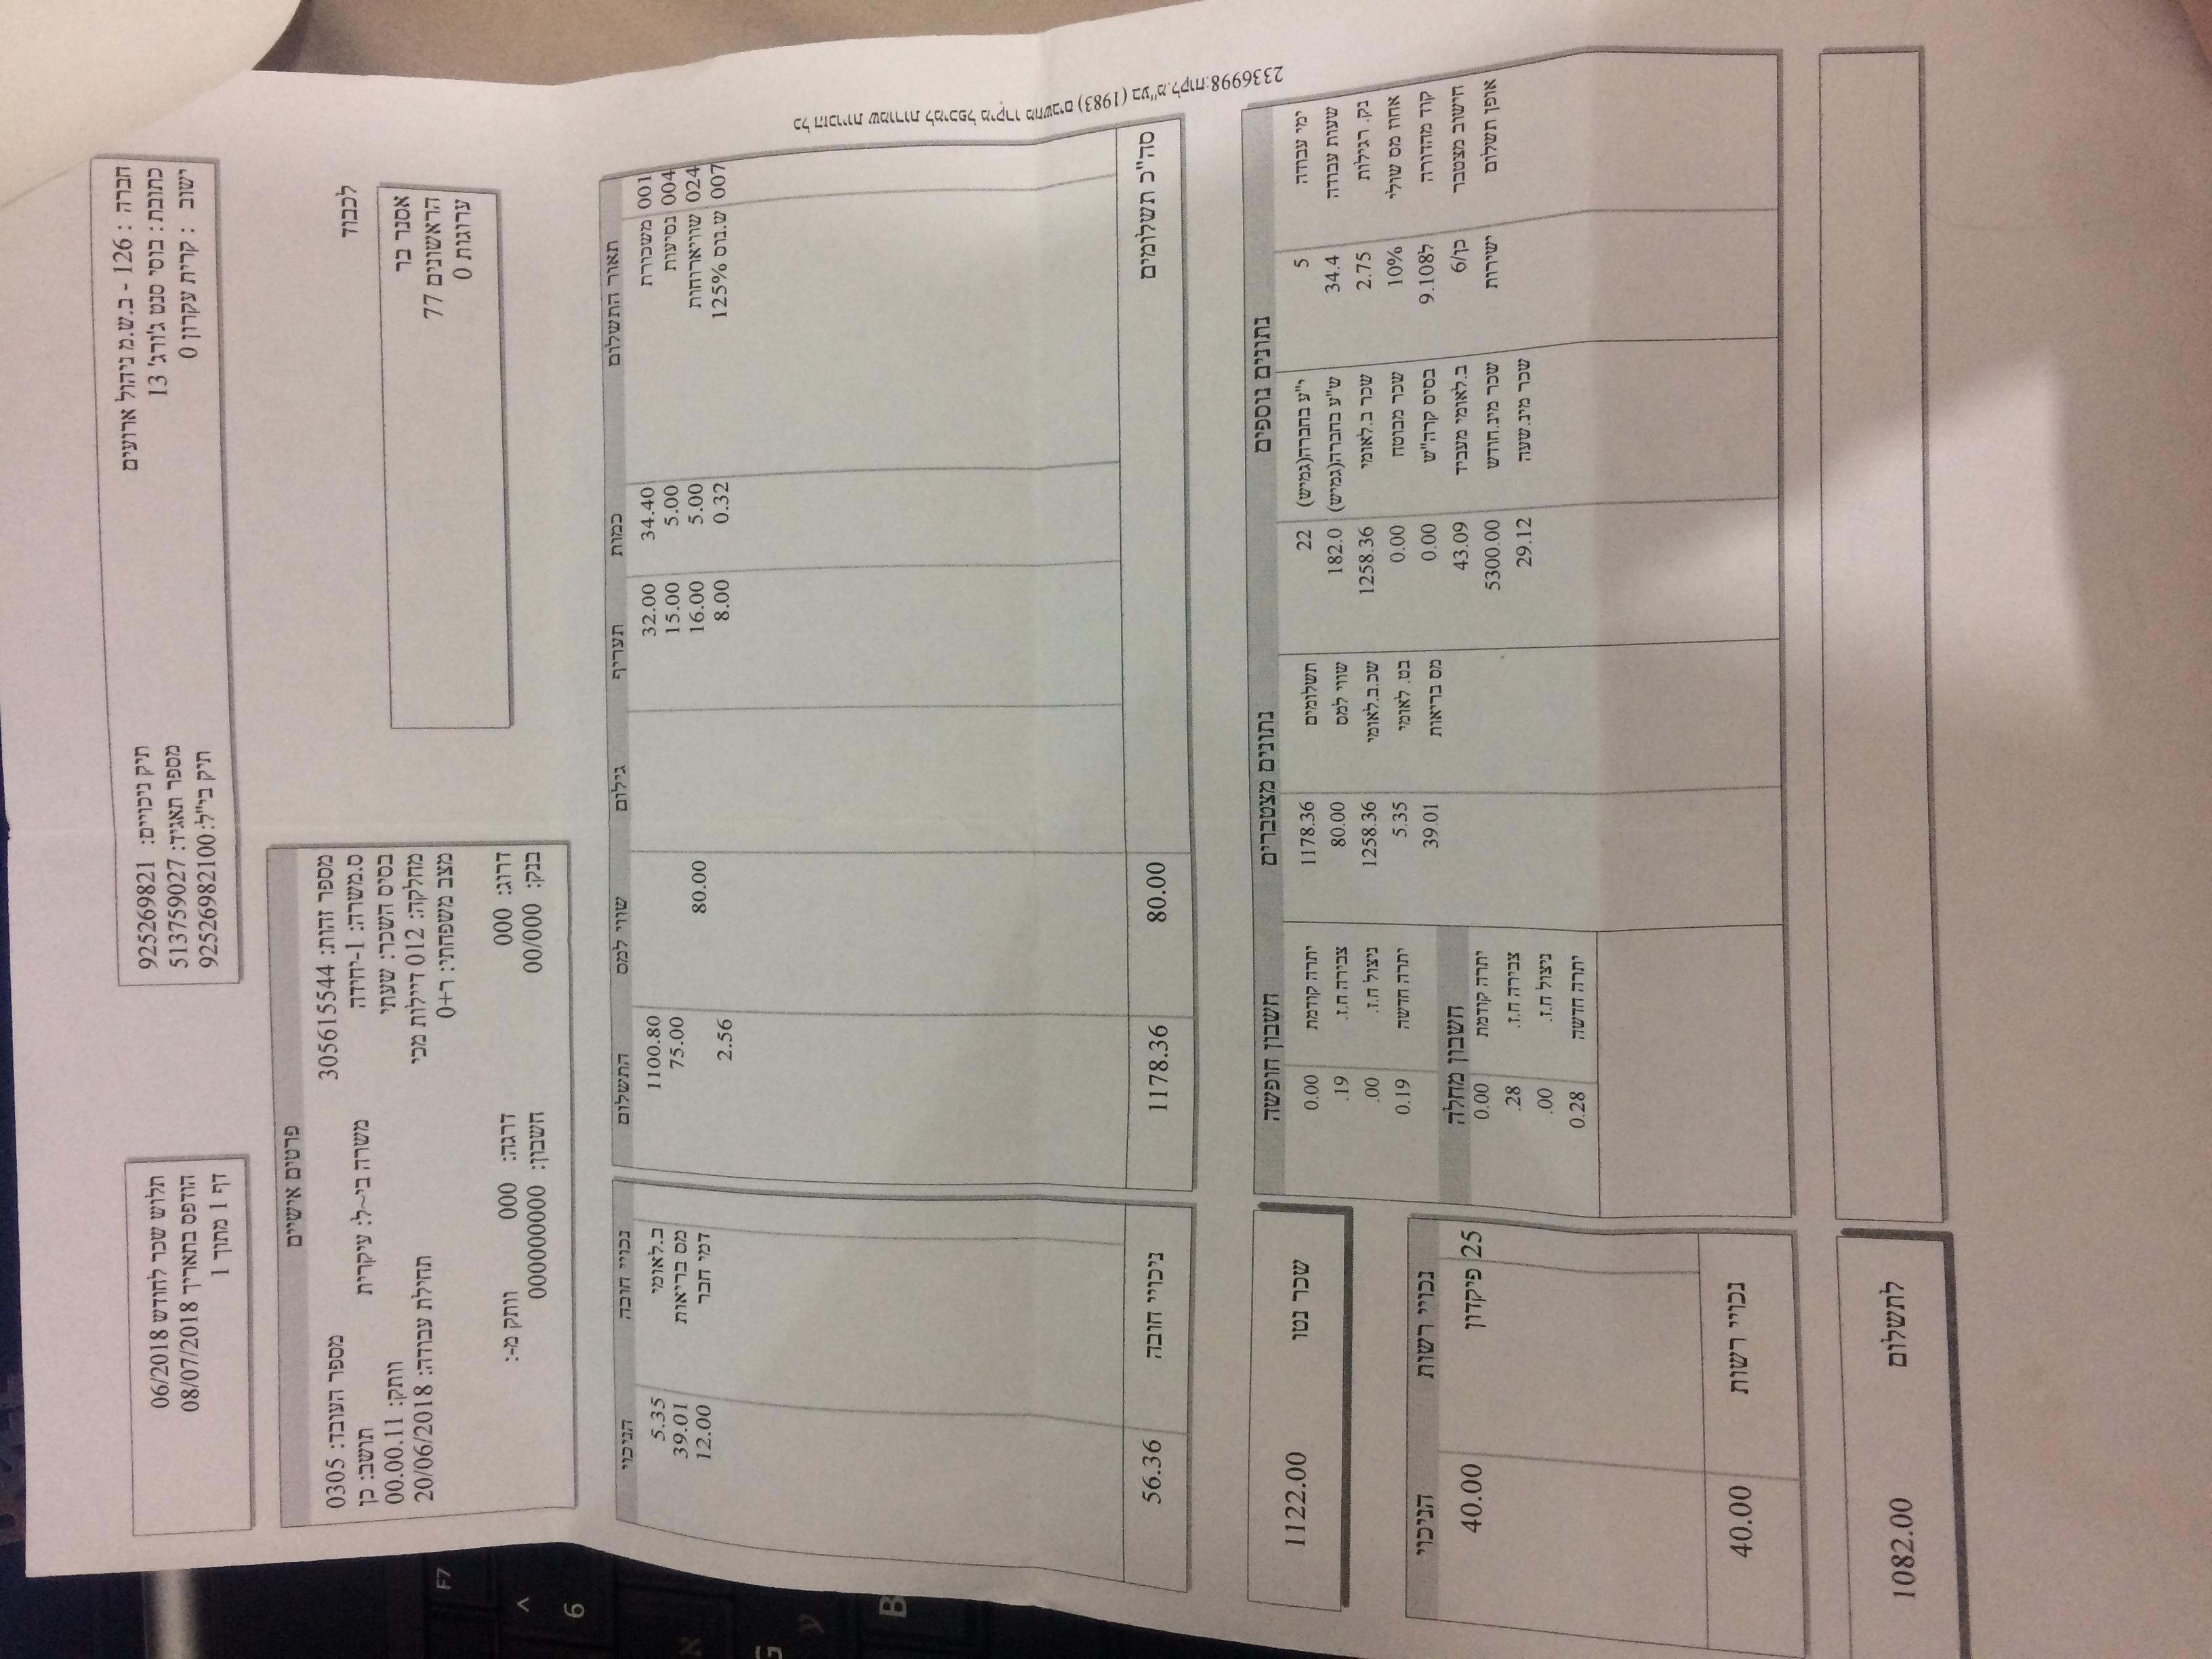 חברה : 126 - ב.ש.מ ניהול ארועים
כתובת : בוסי סנט ג'ורג' 13
ישוב : קרית עקרון 0
תיק ניכויים: 925269821
מספר תאגיד: 513759027
תיק בי"ל: 92526982100
תלוש שכר לחודש 06/2018
הודפס בתאריך 08/07/2018
דף 1 מתוך 1
פרטים אישיים
מספר זהות: 305615544 מספר העובד: 0305
ס.משרה: 1-יחידה משרה בי~ל: עיקרית תושב: כן
בסיס השכר: שעתי וותק: 00.00.11
מחלקה: 012 דיילות מכי תחילת עבודה: 20/06/2018
מצב משפחתי: ר+0
דרוג: 000 דרגה: 000 וותק מ-:
בנק: 00/000 חשבון: 000000000
לכבוד
אסנר בר
הראשונים 77
ערוגות 0
תאור התשלום כמות תעריף גילום שווי למס התשלום
001 משכורת 34.40 32.00 1100.80
004 נסיעות 5.00 15.00 75.00
024 שוויארוחות 5.00 16.00 80.00
007 ש.נוס 125% 0.32 8.00 2.56
סה"כ תשלומים 80.00 1178.36
נכויי חובה הניכוי
ב.לאומי 5.35
מס בריאות 39.01
דמי חבר 12.00
ניכויי חובה 56.36
כל הזכויות שמורות למיכפל מיקרו מחשבים (1983) בע"מ.לקוח:2336998
נתונים נוספים
ימי עבודה 5 י"ע בחברה(גמיש) 22
שעות עבודה 34.4 ש"ע בחברה(גמיש) 182.0
נק. רגילות 2.75 שכר ב.לאומי 1258.36
אחוז מס שולי 10% שכר מבוטח 0.00
קוד מהדורה 9.108ל בסיס קרה"ש 0.00
חישוב מצטבר כן/6 ב.לאומי מעביד 43.09
אופן תשלום ישירות שכר מינ.חודש 5300.00
שכר מינ.שעה 29.12
נתונים מצטברים
תשלומים 1178.36
שווי למס 80.00
שכ.ב.לאומי 1258.36
בט. לאומי 5.35
מס בריאות 39.01
חשבון חופשה
יתרה קודמת 0.00
צבירה ח.ז. .19
ניצול ח.ז. .00
יתרה חדשה 0.19
חשבון מחלה
יתרה קודמת 0.00
צבירה ח.ז. .28
ניצול ח.ז. .00
יתרה חדשה 0.28
שכר נטו 1122.00
נכויי רשות הניכוי
25 פיקדון 40.00
נכויי רשות 40.00
לתשלום 1082.00
F7
^
6
א
G
ע
B